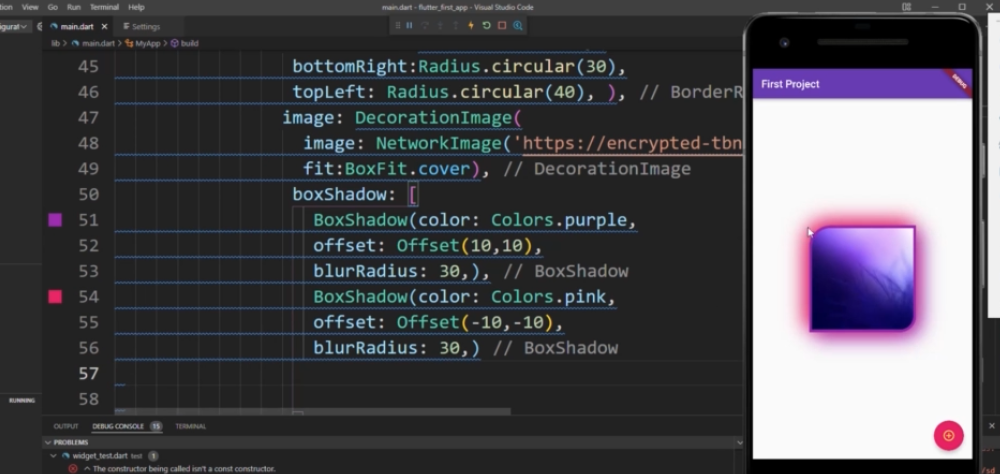 View Go Run Terminal Help
main.dart - flutter_first_app - Visual Studio Code
main.dart
Settings
lib > main.dart > MyApp > build
45 bottomRight:Radius.circular(30),
46 topLeft: Radius.circular(40), ), // BorderR
47 image: DecorationImage(
48 image: NetworkImage('https://encrypted-tbn
49 fit:BoxFit.cover), // DecorationImage
50 boxShadow: [
51 BoxShadow(color: Colors.purple,
52 offset: Offset(10,10),
53 blurRadius: 30,), // BoxShadow
54 BoxShadow(color: Colors.pink,
55 offset: Offset(-10,-10),
56 blurRadius: 30,) // BoxShadow
57
58
First Project
DEBUG
RUNNING
OUTPUT DEBUG CONSOLE 15 TERMINAL
PROBLEMS
widget_test.dart test 1
The constructor being called isn't a const constructor.